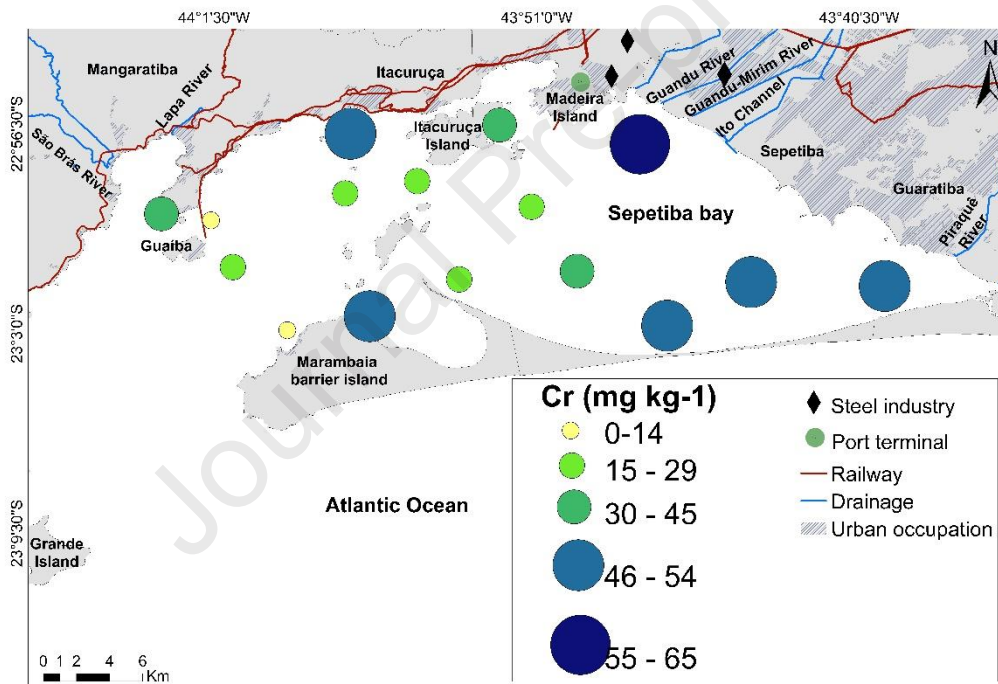 44°1'30"W
43°51'0"W
43°40'30"W
22°56'30"S
23°3'0"S
23°9'30"S
N
Mangaratiba
Lapa River
São Brás River
Itacuruça
Itacuruça
Island
Madeira
Island
Guandu River
Guandu-Mirim River
Ito Channel
Sepetiba
Guaratiba
Piraquê
River
Guaíba
Sepetiba bay
Marambaia
barrier island
Atlantic Ocean
Grande
Island
Journal Pre-p
0 1 2 4 6
Km
Cr (mg kg-1)
0-14
15 - 29
30 - 45
46 - 54
55 - 65
Steel industry
Port terminal
Railway
Drainage
Urban occupation